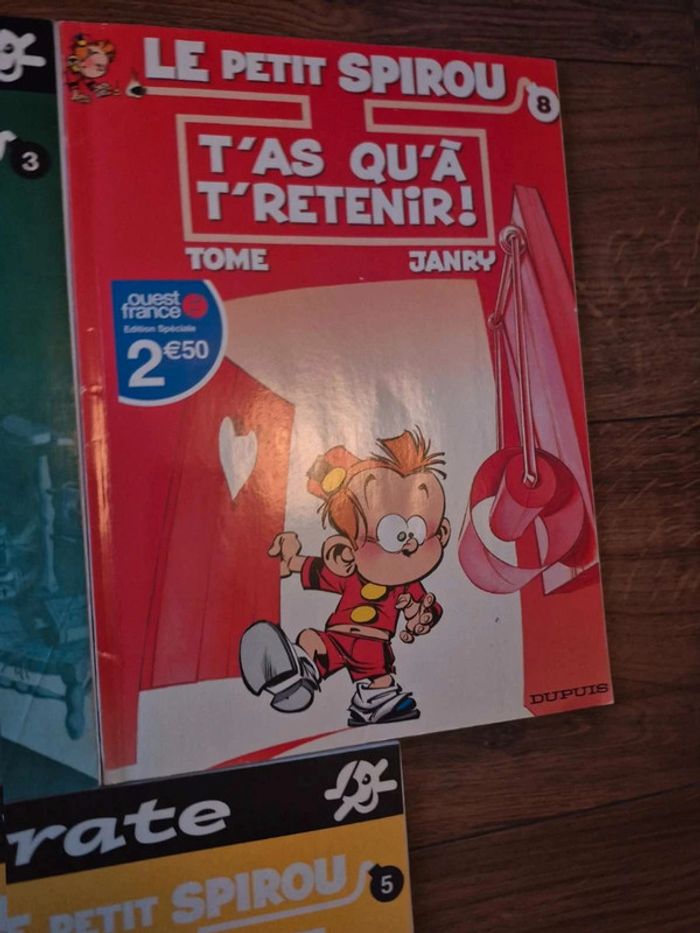 3
LE PETIT SPIROU
8
T'AS QU'À
T'RETENiR!
TOME JANRY
ouest
france
Edition Spéciale
2€50
DUPUIS
rate
PETIT SPIROU
5